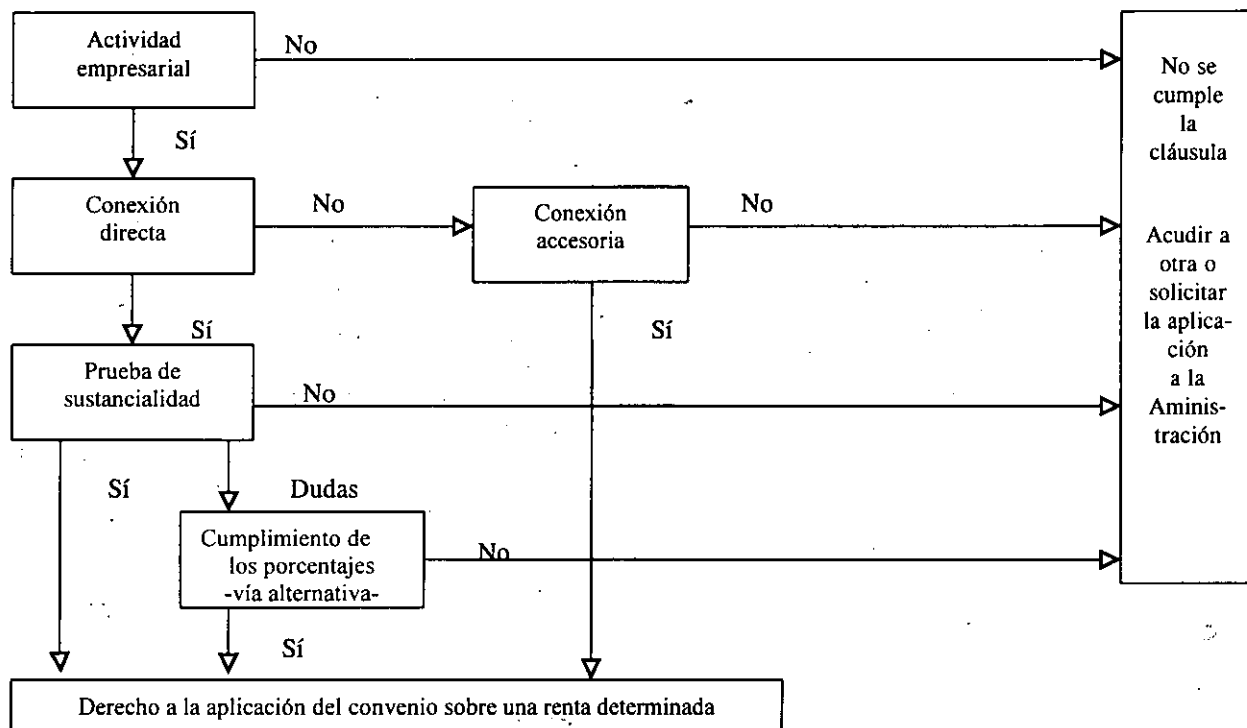 Actividad
empresarial
No
No se
cumple
la
cláusula
Sí
Conexión
directa
No
Conexión
accesoria
No
Acudir a
otra o
solicitar
la aplica-
ción
a la
Aminis-
tración
Sí
Sí
Prueba de
sustancialidad
No
Sí
Dudas
Cumplimiento de
los porcentajes
-vía alternativa-
No
Sí
Derecho a la aplicación del convenio sobre una renta determinada